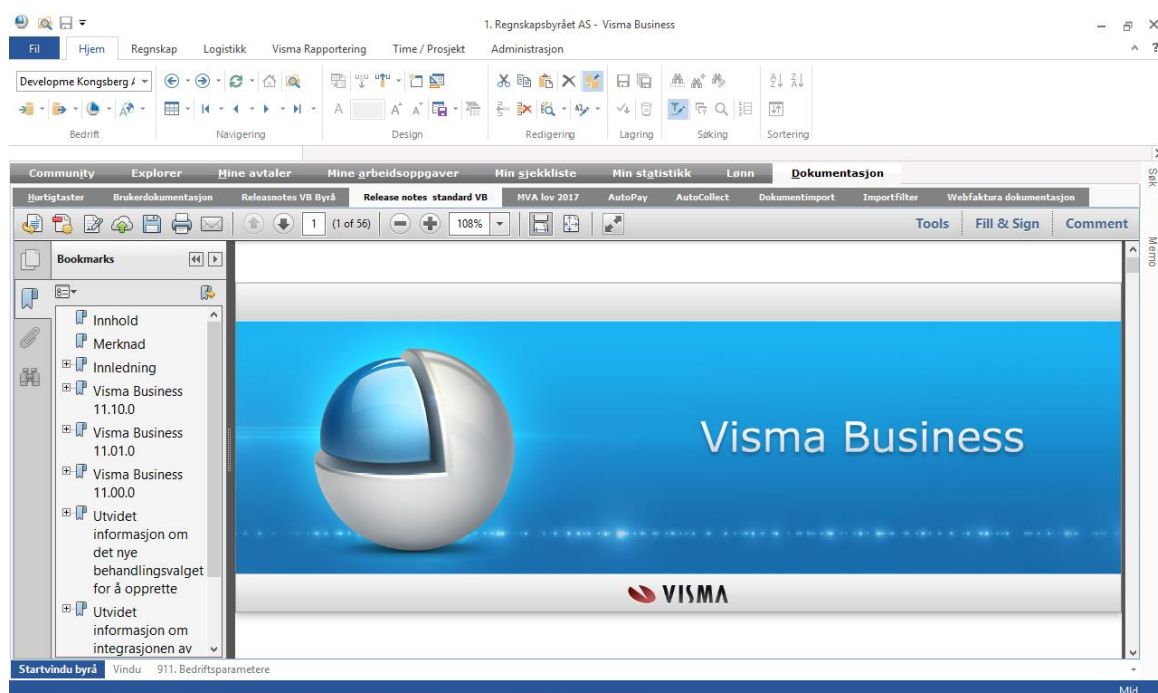 1. Regnskapsbyrået AS - Visma Business
Fil Hjem Regnskap Logistikk Visma Rapportering Time / Prosjekt Administrasjon
Developme Kongsberg
Bedrift Navigering Design Redigering Lagring Søking Sortering
Community Explorer Mine avtaler Mine arbeidsoppgaver Min sjekkliste Min statistikk Lønn Dokumentasjon
Hurtigtaster Brukerdokumentasjon Releasnotes VB Byrå Release notes standard VB MVA lov 2017 AutoPay AutoCollect Dokumentimport Importfilter Webfaktura dokumentasjon
1 (1 of 56) 108% Tools Fill & Sign Comment
Søk
Memo
Bookmarks
Innhold
Merknad
Innledning
Visma Business
11.10.0
Visma Business
11.01.0
Visma Business
11.00.0
Utvidet
informasjon om
det nye
behandlingsvalget
for å opprette
Utvidet
informasjon om
integrasjonen av
Visma Business
VISMA
Startvindu byrå Vindu 911. Bedriftsparametere
Mld